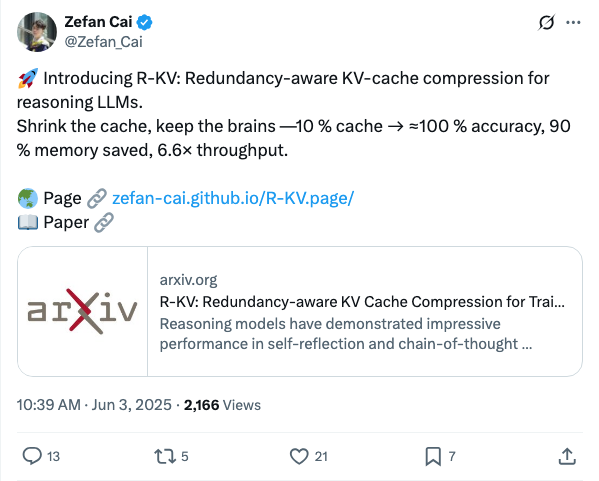 Zefan Cai
@Zefan_Cai
🚀 Introducing R-KV: Redundancy-aware KV-cache compression for
reasoning LLMs.
Shrink the cache, keep the brains —10 % cache → ≈100 % accuracy, 90
% memory saved, 6.6× throughput.
🌏 Page 🔗 zefan-cai.github.io/R-KV.page/
📖 Paper 🔗
arXiv
arxiv.org
R-KV: Redundancy-aware KV Cache Compression for Trai...
Reasoning models have demonstrated impressive
performance in self-reflection and chain-of-thought ...
10:39 AM · Jun 3, 2025 · 2,166 Views
13 5 21 7